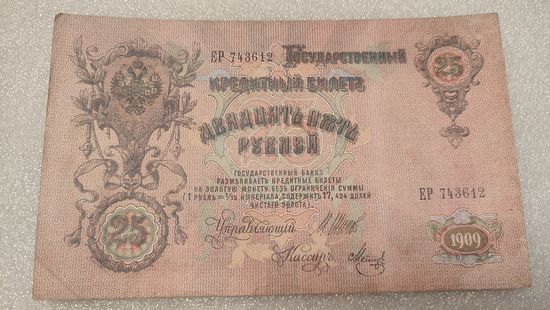 ЕР 743612
Государственный
25
КРЕДИТНЫЙ БИЛЕТЪ
ДВАДЦАТЬ ПЯТЬ
РУБЛЕЙ
ГОСУДАРСТВЕННЫЙ БАНКЪ
РАЗМѢНИВАЕТЪ КРЕДИТНЫЕ БИЛЕТЫ
НА ЗОЛОТУЮ МОНЕТУ БЕЗЪ ОГРАНИЧЕНІЯ СУММЫ
(1 РУБЛЬ = 1/15 ИМПЕРІАЛА, СОДЕРЖИТЪ 17,424 ДОЛЕЙ
ЧИСТАГО ЗОЛОТА).
ЕР 743612
25
Управляющій
Кассиръ
1909